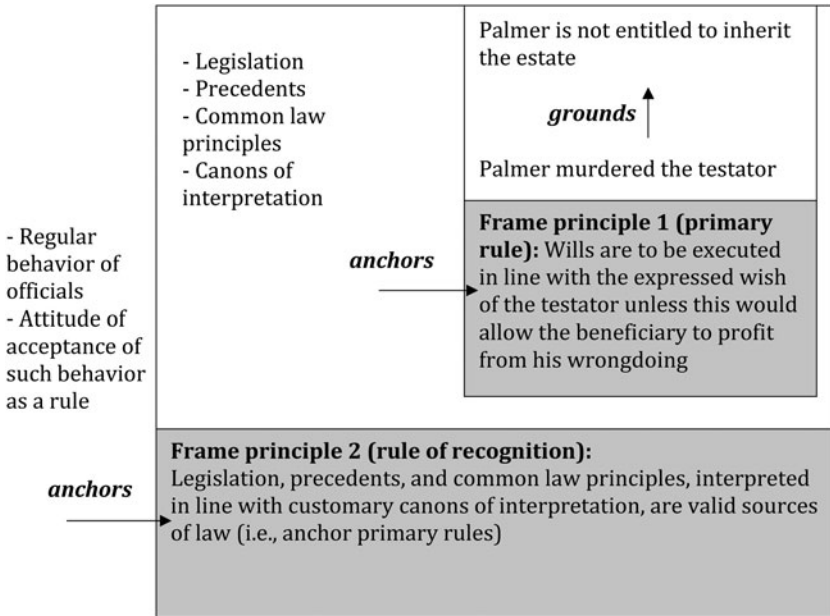 Palmer is not entitled to inherit
the estate
grounds
Palmer murdered the testator
- Legislation
- Precedents
- Common law
principles
- Canons of
interpretation
anchors
Frame principle 1 (primary
rule): Wills are to be executed
in line with the expressed wish
of the testator unless this would
allow the beneficiary to profit
from his wrongdoing
- Regular
behavior of
officials
- Attitude of
acceptance of
such behavior
as a rule
anchors
Frame principle 2 (rule of recognition):
Legislation, precedents, and common law principles, interpreted
in line with customary canons of interpretation, are valid sources
of law (i.e., anchor primary rules)